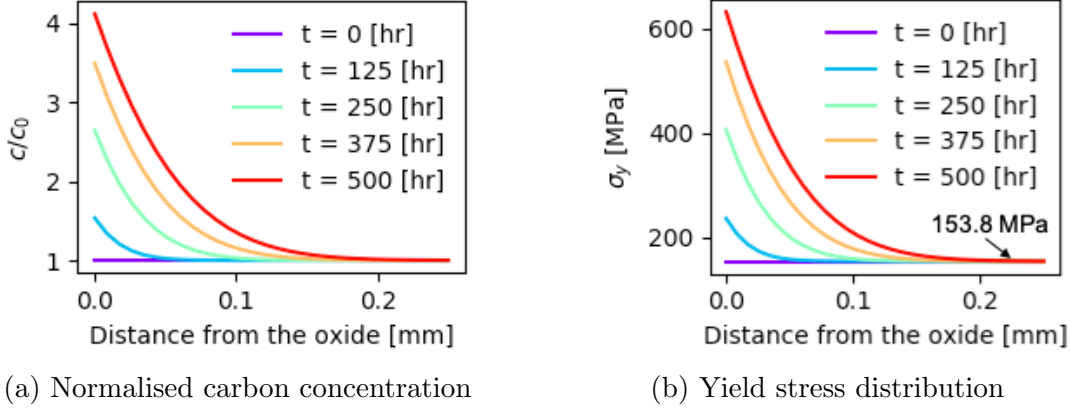 4
3
2
1
c/c₀
t = 0 [hr]
t = 125 [hr]
t = 250 [hr]
t = 375 [hr]
t = 500 [hr]
0.0 0.1 0.2
Distance from the oxide [mm]
(a) Normalised carbon concentration
600
400
200
σ_y [MPa]
t = 0 [hr]
t = 125 [hr]
t = 250 [hr]
t = 375 [hr]
t = 500 [hr]
153.8 MPa
0.0 0.1 0.2
Distance from the oxide [mm]
(b) Yield stress distribution